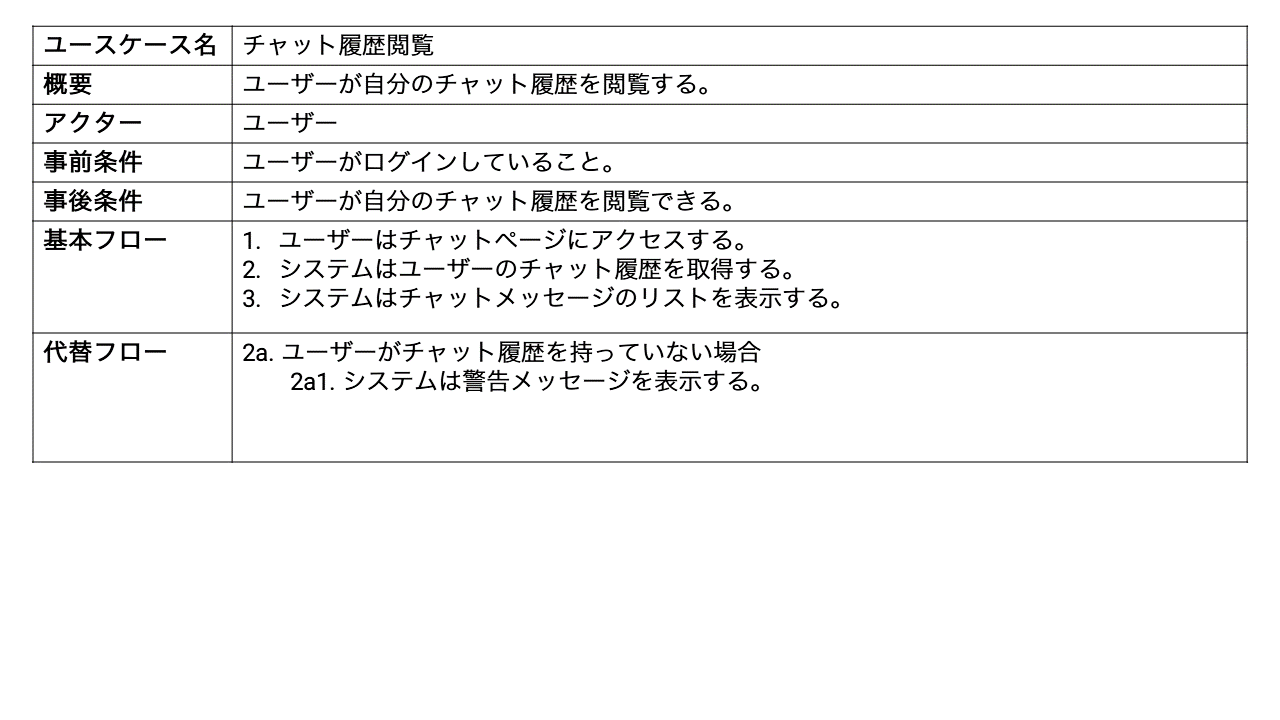 ユースケース名 チャット履歴閲覧
概要 ユーザーが自分のチャット履歴を閲覧する。
アクター ユーザー
事前条件 ユーザーがログインしていること。
事後条件 ユーザーが自分のチャット履歴を閲覧できる。
基本フロー 1. ユーザーはチャットページにアクセスする。
2. システムはユーザーのチャット履歴を取得する。
3. システムはチャットメッセージのリストを表示する。
代替フロー 2a. ユーザーがチャット履歴を持っていない場合
2a1. システムは警告メッセージを表示する。